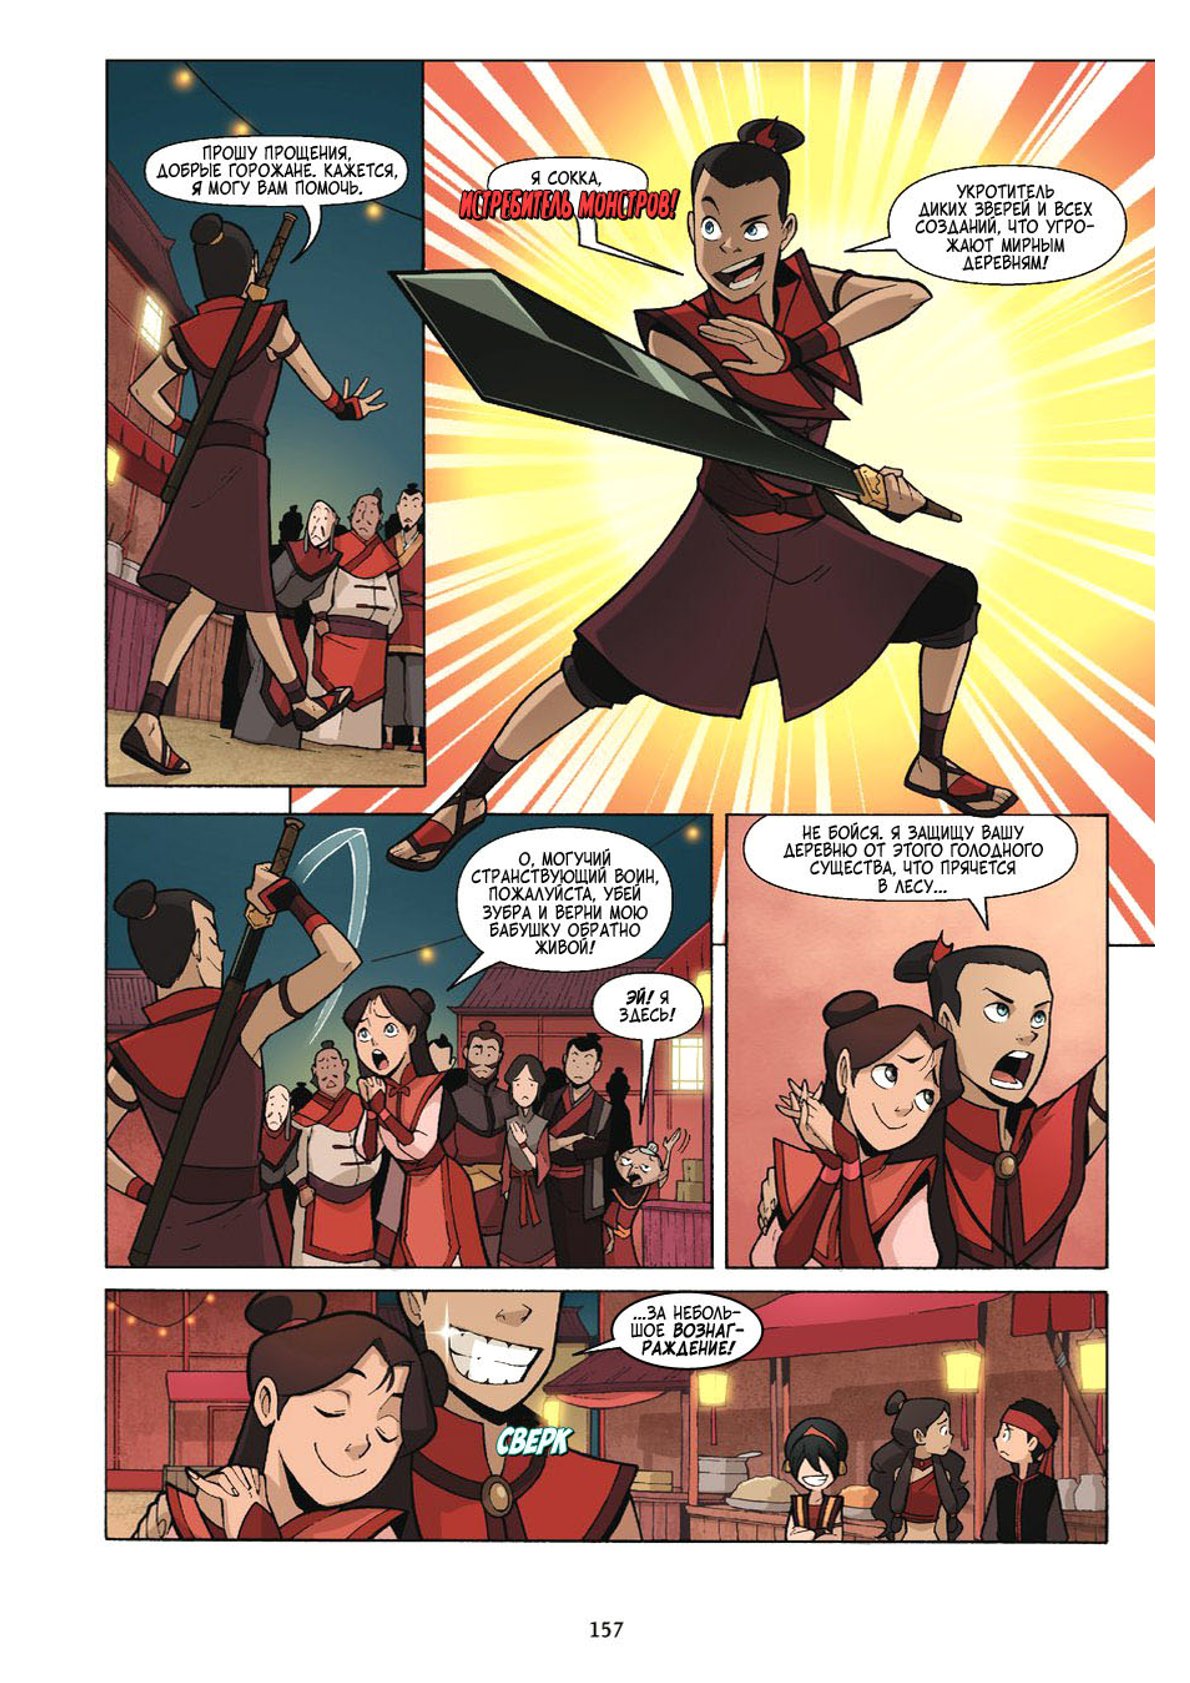 ПРОШУ ПРОЩЕНИЯ,
ДОБРЫЕ ГОРОЖАНЕ. КАЖЕТСЯ,
Я МОГУ ВАМ ПОМОЧЬ.
Я СОККА,
ИСТРЕБИТЕЛЬ МОНСТРОВ!
УКРОТИТЕЛЬ
ДИКИХ ЗВЕРЕЙ И ВСЕХ
СОЗДАНИЙ, ЧТО УГРО-
ЖАЮТ МИРНЫМ
ДЕРЕВНЯМ!
О, МОГУЧИЙ
СТРАНСТВУЮЩИЙ ВОИН,
ПОЖАЛУЙСТА, УБЕЙ
ЗУБРА И ВЕРНИ МОЮ
БАБУШКУ ОБРАТНО
ЖИВОЙ!
ЭЙ! Я
ЗДЕСЬ!
НЕ БОЙСЯ. Я ЗАЩИЩУ ВАШУ
ДЕРЕВНЮ ОТ ЭТОГО ГОЛОДНОГО
СУЩЕСТВА, ЧТО ПРЯЧЕТСЯ
В ЛЕСУ...
...ЗА НЕБОЛЬ-
ШОЕ ВОЗНАГ-
РАЖДЕНИЕ!
СВЕРК
157